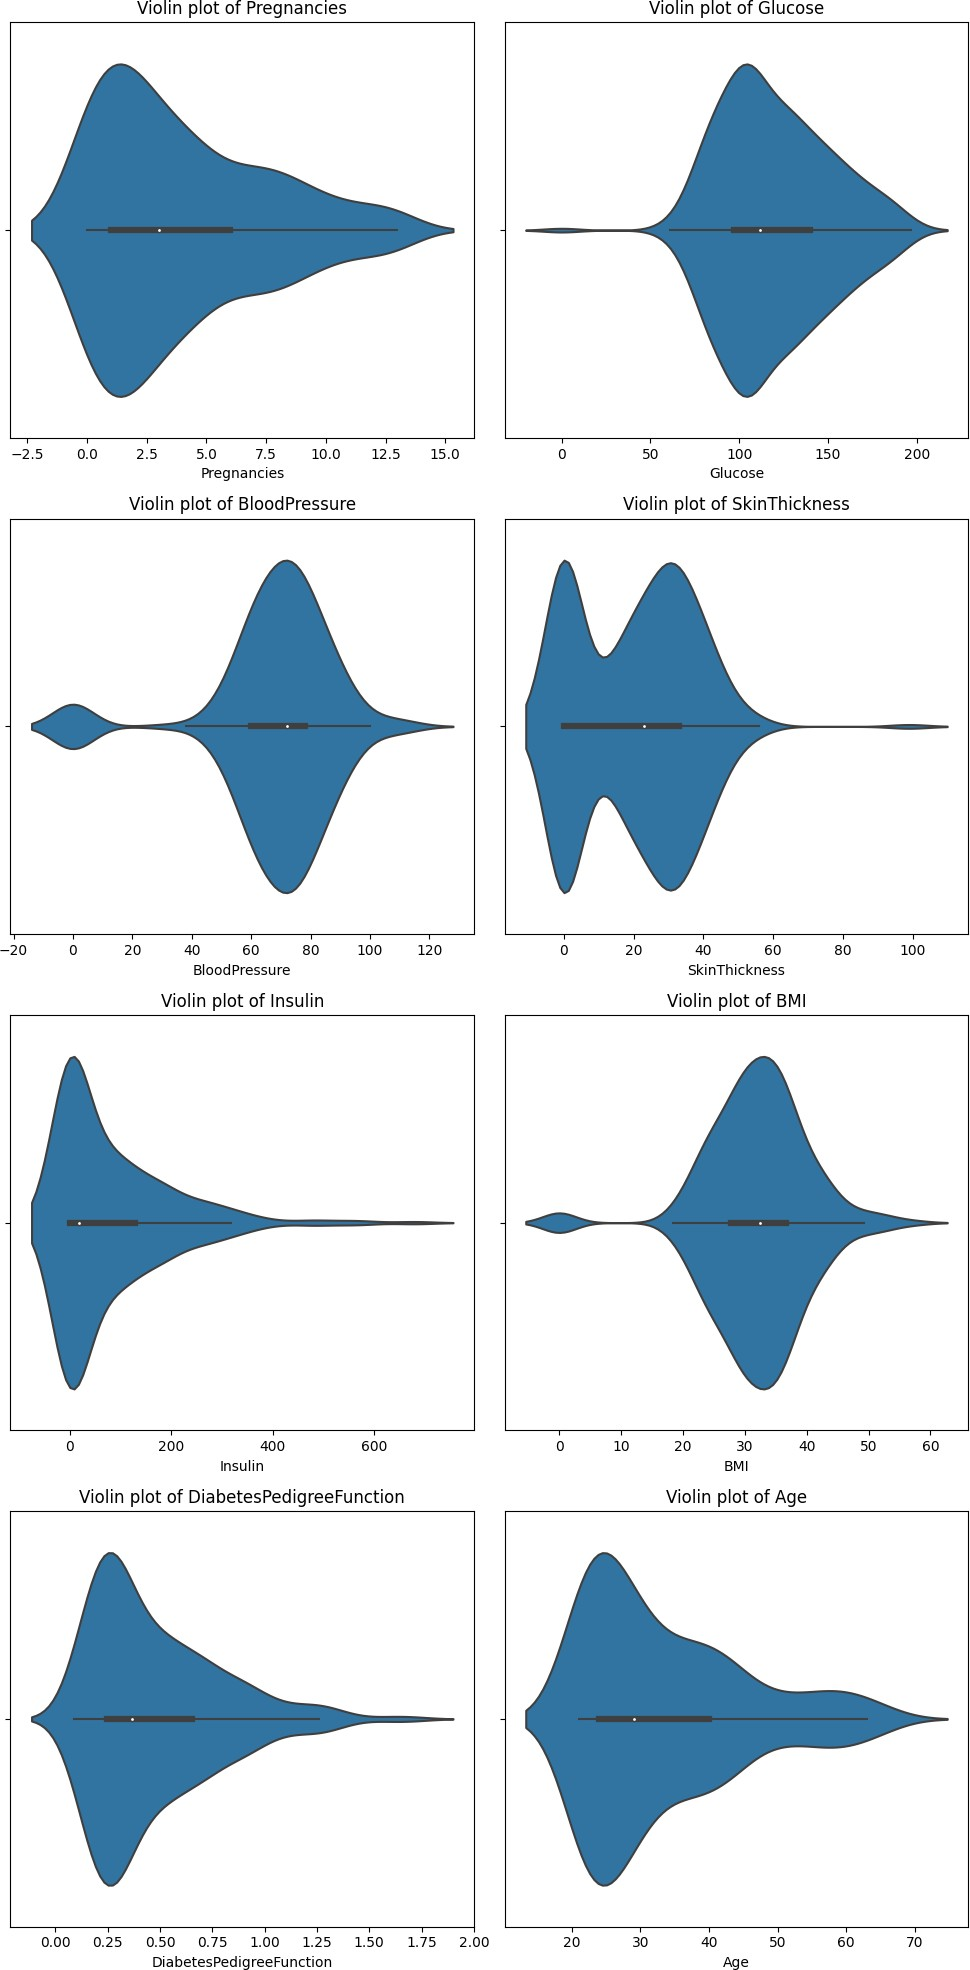 Violin plot of Pregnancies
Violin plot of Glucose
−2.5 0.0 2.5 5.0 7.5 10.0 12.5 15.0
Pregnancies
0 50 100 150 200
Glucose
Violin plot of BloodPressure
Violin plot of SkinThickness
−20 0 20 40 60 80 100 120
BloodPressure
0 20 40 60 80 100
SkinThickness
Violin plot of Insulin
Violin plot of BMI
0 200 400 600
Insulin
0 10 20 30 40 50 60
BMI
Violin plot of DiabetesPedigreeFunction
Violin plot of Age
0.00 0.25 0.50 0.75 1.00 1.25 1.50 1.75 2.00
DiabetesPedigreeFunction
20 30 40 50 60 70
Age